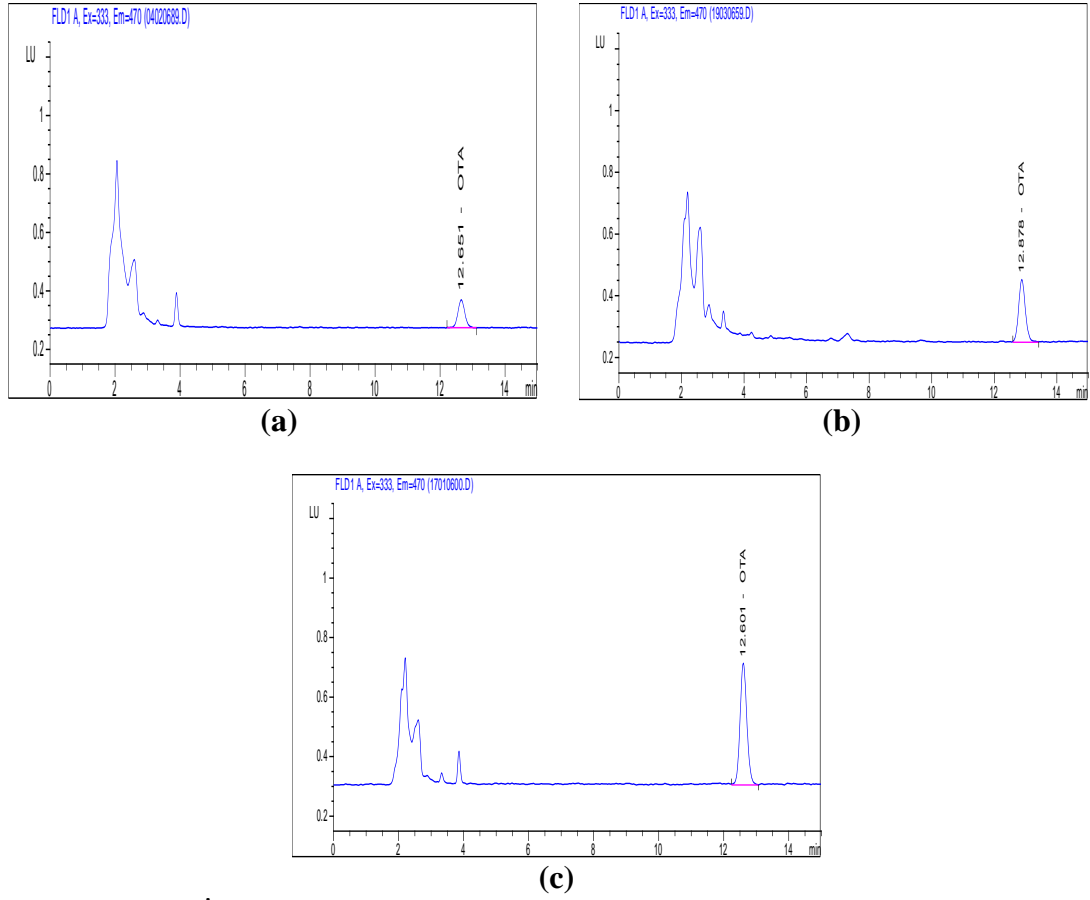 FLD1 A, Ex=333, Em=470 (04020689.D)
LU
1
0.8
0.6
0.4
0.2
12.651 - OTA
0 2 4 6 8 10 12 14 min
(a)
FLD1 A, Ex=333, Em=470 (19030659.D)
LU
1
0.8
0.6
0.4
0.2
12.878 - OTA
0 2 4 6 8 10 12 14 min
(b)
FLD1 A, Ex=333, Em=470 (17010600.D)
LU
1
0.8
0.6
0.4
0.2
12.601 - OTA
0 2 4 6 8 10 12 14 min
(c)